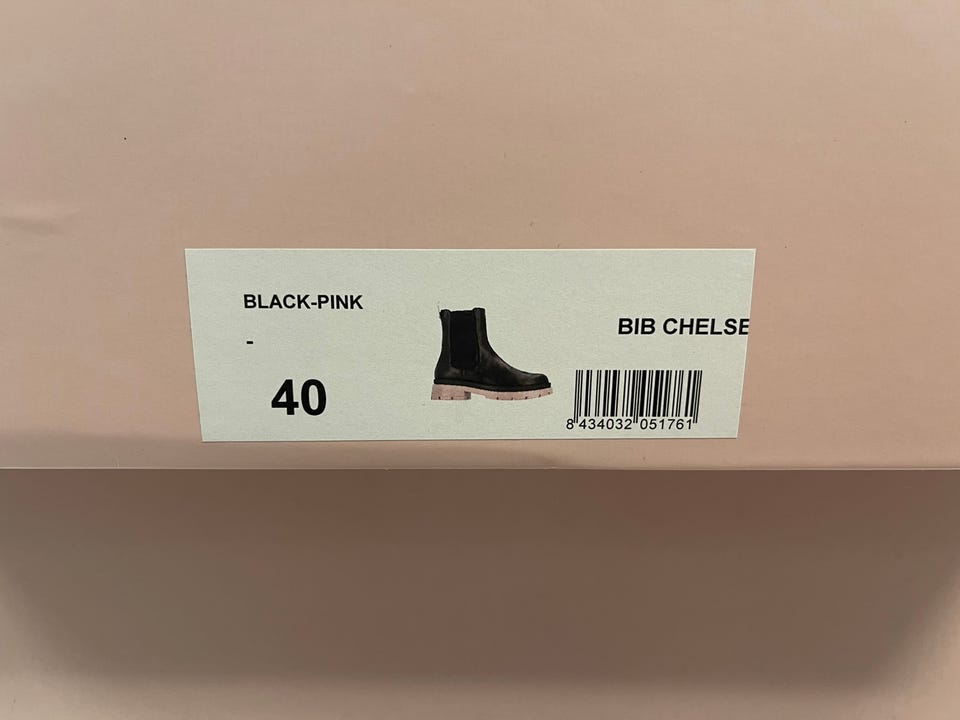 BLACK-PINK
-
40
BIB CHELSE
8 434032 051761